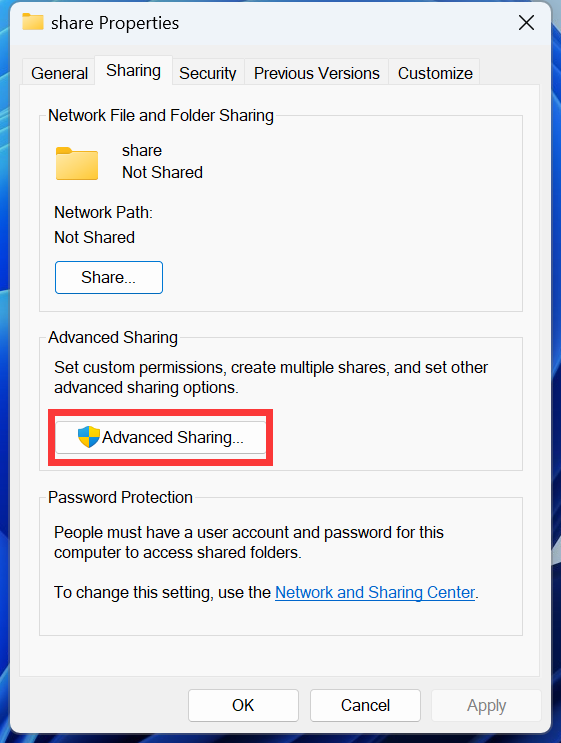 share Properties
General Sharing Security Previous Versions Customize
Network File and Folder Sharing
share
Not Shared
Network Path:
Not Shared
Share...
Advanced Sharing
Set custom permissions, create multiple shares, and set other
advanced sharing options.
Advanced Sharing...
Password Protection
People must have a user account and password for this
computer to access shared folders.
To change this setting, use the Network and Sharing Center.
OK Cancel Apply